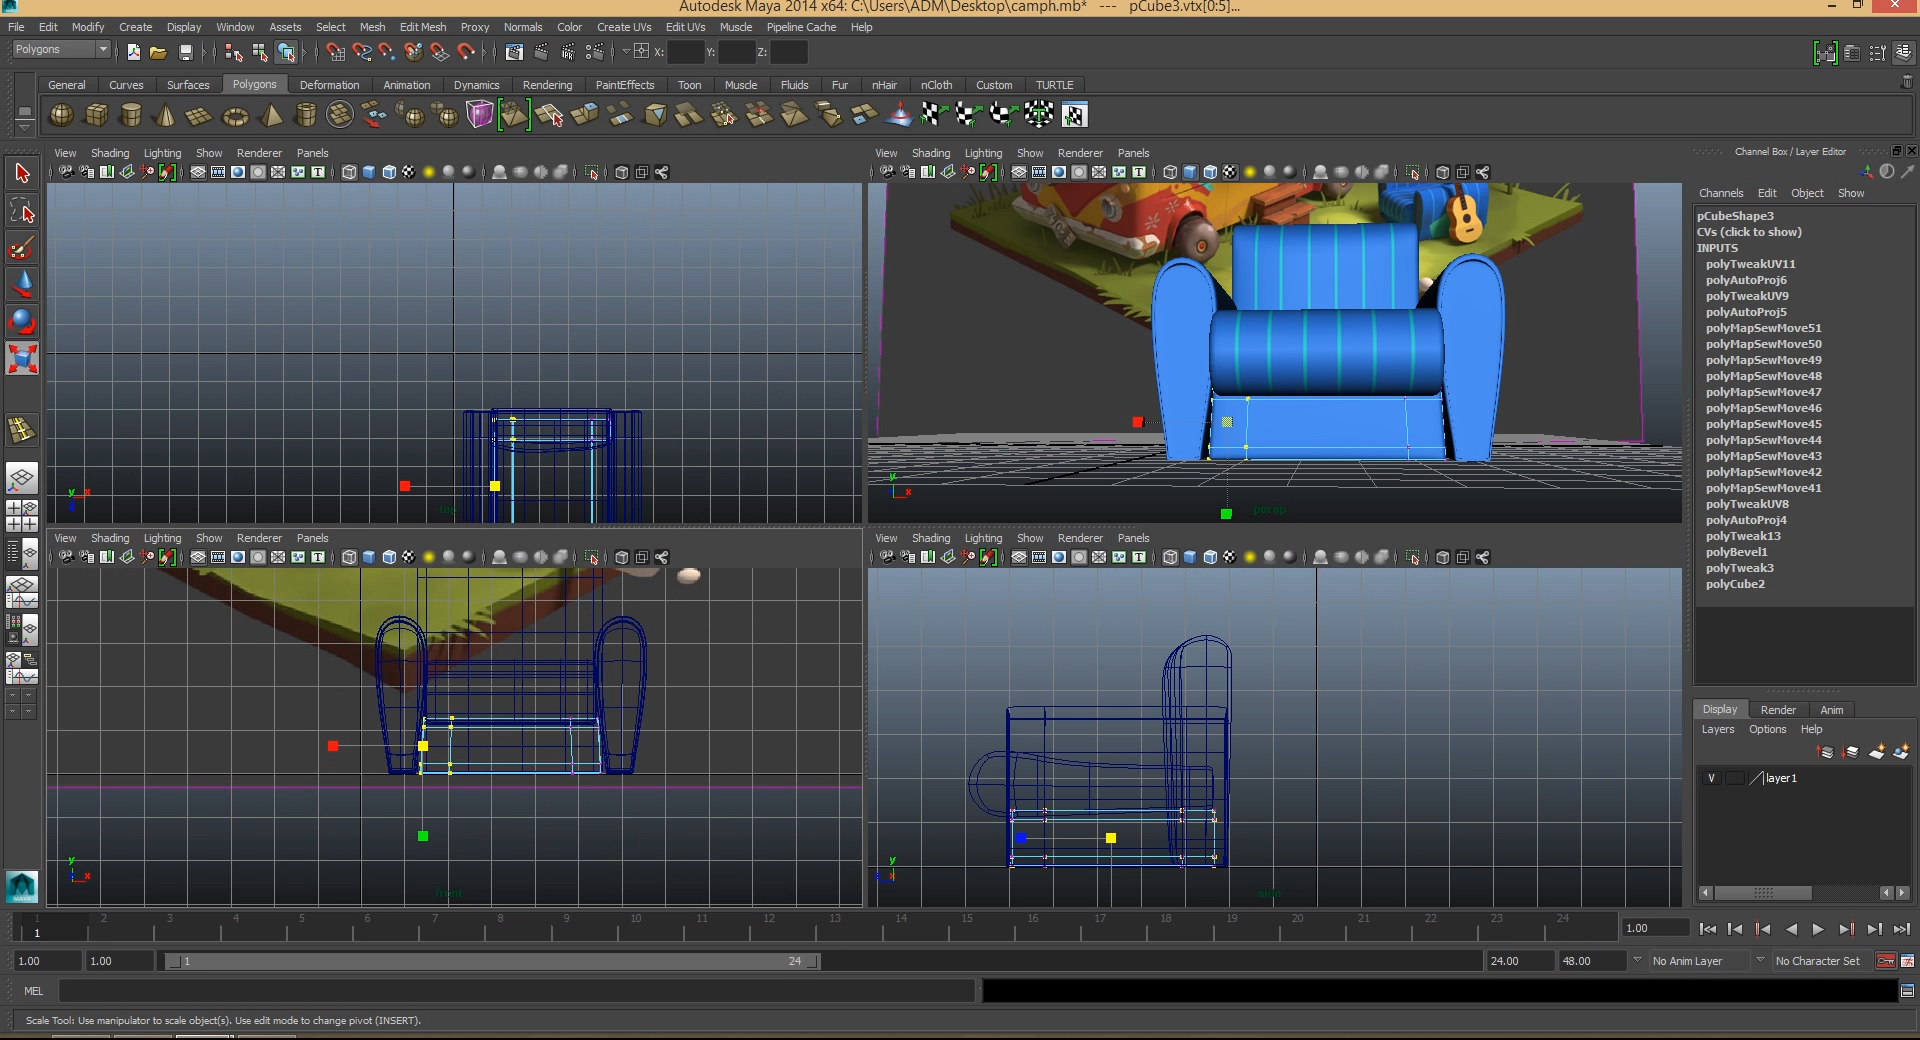 Autodesk Maya 2014 x64: C:\Users\ADM\Desktop\camph.mb*   ---   pCube3.vtx[0:5]...
File Edit Modify Create Display Window Assets Select Mesh Edit Mesh Proxy Normals Color Create UVs Edit UVs Muscle Pipeline Cache Help
Polygons X: Y: Z:
General Curves Surfaces Polygons Deformation Animation Dynamics Rendering PaintEffects Toon Muscle Fluids Fur nHair nCloth Custom TURTLE
View Shading Lighting Show Renderer Panels
View Shading Lighting Show Renderer Panels
Channel Box / Layer Editor
Channels Edit Object Show
pCubeShape3
CVs (click to show)
INPUTS
polyTweakUV11
polyAutoProj6
polyTweakUV9
polyAutoProj5
polyMapSewMove51
polyMapSewMove50
polyMapSewMove49
polyMapSewMove48
polyMapSewMove47
polyMapSewMove46
polyMapSewMove45
polyMapSewMove44
polyMapSewMove43
polyMapSewMove42
polyMapSewMove41
polyTweakUV8
polyAutoProj4
polyTweak13
polyBevel1
polyTweak3
polyCube2
y x top
y x persp
View Shading Lighting Show Renderer Panels
View Shading Lighting Show Renderer Panels
y x front
y x side
Display Render Anim
Layers Options Help
V layer1
1 2 3 4 5 6 7 8 9 10 11 12 13 14 15 16 17 18 19 20 21 22 23 24
1
1.00
1.00 1.00 1 24 24.00 48.00 No Anim Layer No Character Set
MEL
Scale Tool: Use manipulator to scale object(s). Use edit mode to change pivot (INSERT).